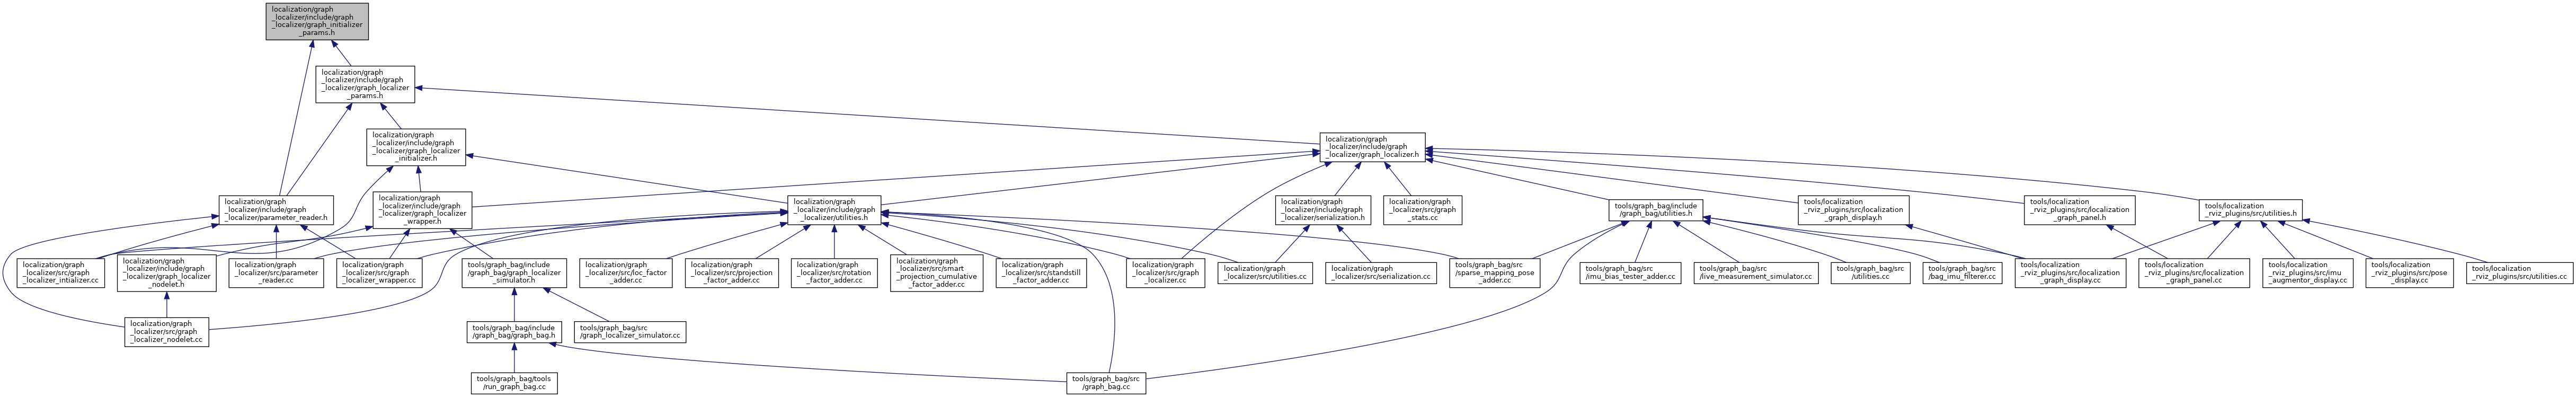 localization/graph
_localizer/include/graph
_localizer/graph_initializer
_params.h
localization/graph
_localizer/include/graph
_localizer/graph_localizer
_params.h
localization/graph
_localizer/include/graph
_localizer/graph_localizer
_initializer.h
localization/graph
_localizer/include/graph
_localizer/graph_localizer.h
localization/graph
_localizer/include/graph
_localizer/parameter_reader.h
localization/graph
_localizer/include/graph
_localizer/graph_localizer
_wrapper.h
localization/graph
_localizer/include/graph
_localizer/utilities.h
localization/graph
_localizer/include/graph
_localizer/serialization.h
localization/graph
_localizer/src/graph
_stats.cc
tools/graph_bag/include
/graph_bag/utilities.h
tools/localization
_rviz_plugins/src/localization
_graph_display.h
tools/localization
_rviz_plugins/src/localization
_graph_panel.h
tools/localization
_rviz_plugins/src/utilities.h
localization/graph
_localizer/src/graph
_localizer_intializer.cc
localization/graph
_localizer/include/graph
_localizer/graph_localizer
_nodelet.h
localization/graph
_localizer/src/parameter
_reader.cc
localization/graph
_localizer/src/graph
_localizer_wrapper.cc
tools/graph_bag/include
/graph_bag/graph_localizer
_simulator.h
localization/graph
_localizer/src/loc_factor
_adder.cc
localization/graph
_localizer/src/projection
_factor_adder.cc
localization/graph
_localizer/src/rotation
_factor_adder.cc
localization/graph
_localizer/src/smart
_projection_cumulative
_factor_adder.cc
localization/graph
_localizer/src/standstill
_factor_adder.cc
localization/graph
_localizer/src/graph
_localizer.cc
localization/graph
_localizer/src/utilities.cc
localization/graph
_localizer/src/serialization.cc
tools/graph_bag/src
/sparse_mapping_pose
_adder.cc
tools/graph_bag/src
/imu_bias_tester_adder.cc
tools/graph_bag/src
/live_measurement_simulator.cc
tools/graph_bag/src
/utilities.cc
tools/graph_bag/src
/bag_imu_filterer.cc
tools/localization
_rviz_plugins/src/localization
_graph_display.cc
tools/localization
_rviz_plugins/src/localization
_graph_panel.cc
tools/localization
_rviz_plugins/src/imu
_augmentor_display.cc
tools/localization
_rviz_plugins/src/pose
_display.cc
tools/localization
_rviz_plugins/src/utilities.cc
localization/graph
_localizer/src/graph
_localizer_nodelet.cc
tools/graph_bag/include
/graph_bag/graph_bag.h
tools/graph_bag/src
/graph_localizer_simulator.cc
tools/graph_bag/tools
/run_graph_bag.cc
tools/graph_bag/src
/graph_bag.cc